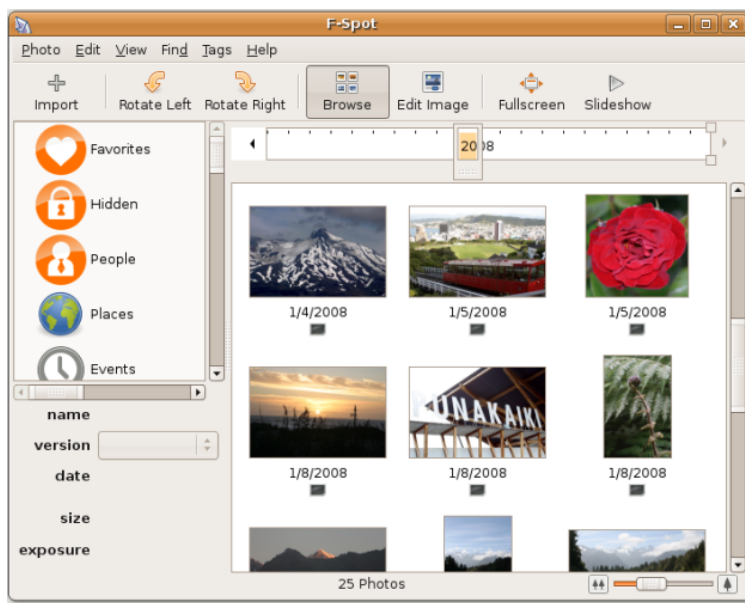 F-Spot
Photo Edit View Find Tags Help
Import Rotate Left Rotate Right Browse Edit Image Fullscreen Slideshow
2008
Favorites
Hidden
People
Places
Events
name
version
date
size
exposure
1/4/2008 1/5/2008 1/5/2008
PUNAKAIKI
1/8/2008 1/8/2008 1/8/2008
25 Photos